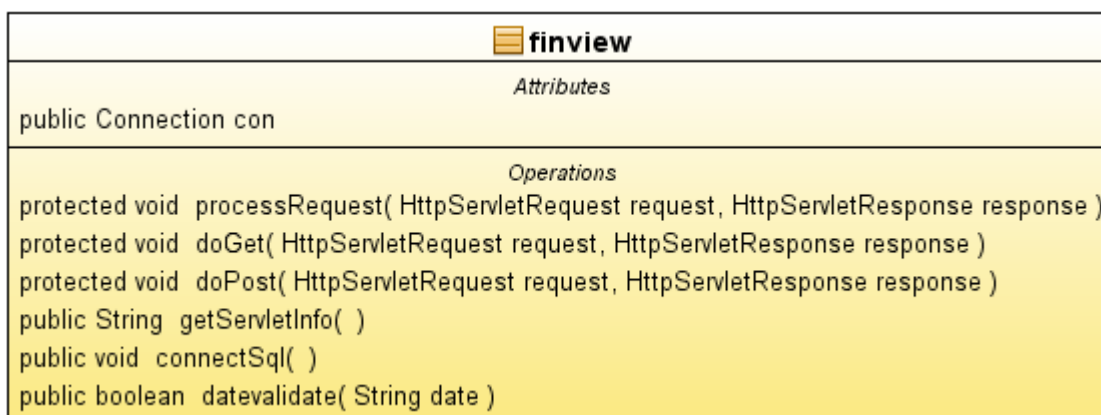 finview
Attributes
public Connection con
Operations
protected void processRequest( HttpServletRequest request, HttpServletResponse response )
protected void doGet( HttpServletRequest request, HttpServletResponse response )
protected void doPost( HttpServletRequest request, HttpServletResponse response )
public String getServletInfo( )
public void connectSql( )
public boolean datevalidate( String date )